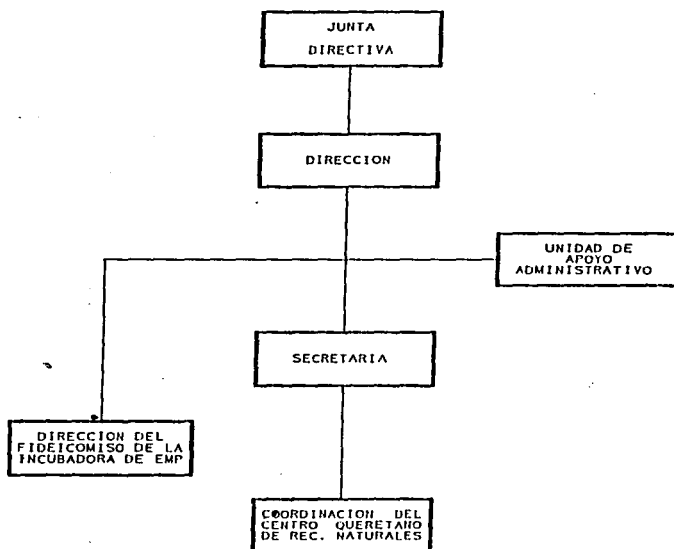 JUNTA
DIRECTIVA
DIRECCION
UNIDAD DE
APOYO
ADMINISTRATIVO
SECRETARIA
DIRECCION DEL
FIDEICOMISO DE LA
INCUBADORA DE EMP
COORDINACION DEL
CENTRO QUERETANO
DE REC. NATURALES